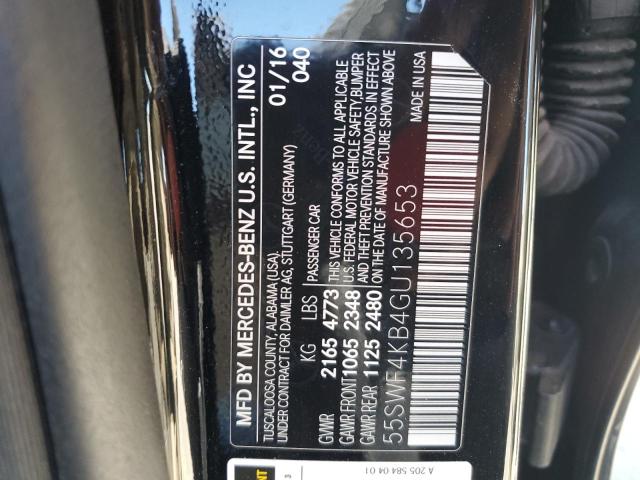 MFD BY MERCEDES-BENZ U.S. INTL., INC
TUSCALOOSA COUNTY, ALABAMA (USA),
UNDER CONTRACT FOR DAIMLER AG, STUTTGART (GERMANY)
01/16
040
KG LBS PASSENGER CAR
GVWR 2165 4773 THIS VEHICLE CONFORMS TO ALL APPLICABLE
GAWR FRONT 1065 2348 U.S. FEDERAL MOTOR VEHICLE SAFETY, BUMPER
GAWR REAR 1125 2480 AND THEFT PREVENTION STANDARDS IN EFFECT
ON THE DATE OF MANUFACTURE SHOWN ABOVE
55SWF4KB4GU135653
MADE IN USA
A 205 584 04 01